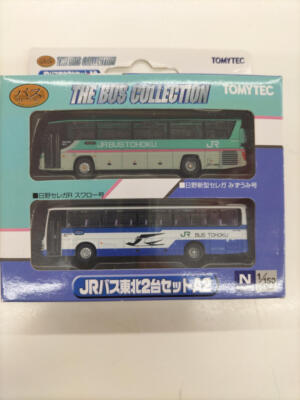 THE BUS COLLECTION
TOMYTEC
バス
THE BUS COLLECTION
TOMYTEC
JR BUS TOHOKU
JR
■日野新型セレガ みずうみ号
■日野セレガR スワロー号
JR BUS TOHOKU
JRバス東北2台セットA2
N 1/150